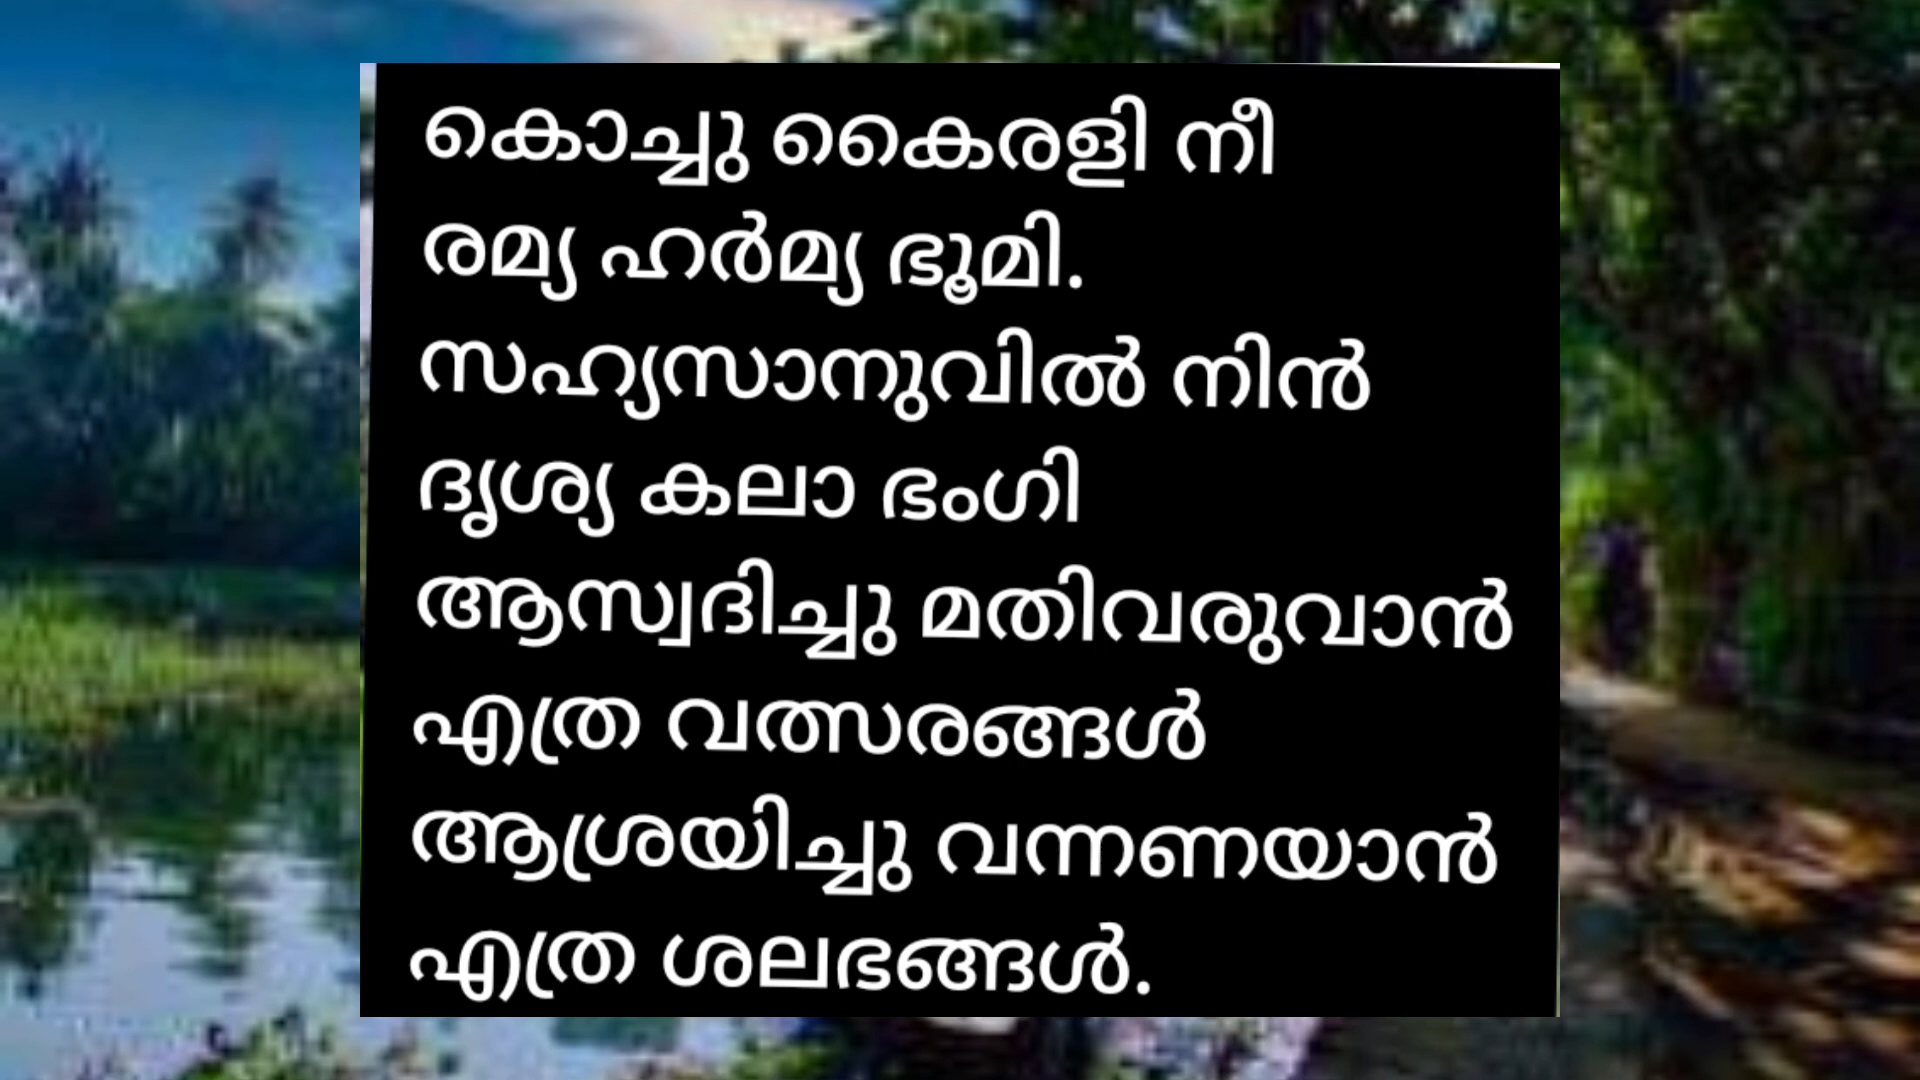 കൊച്ചു കൈരളി നീ
രമ്യ ഹർമ്യ ഭൂമി.
സഹ്യസാനുവിൽ നിൻ
ദൃശ്യ കലാ ഭംഗി
ആസ്വദിച്ചു മതിവരുവാൻ
എത്ര വത്സരങ്ങൾ
ആശ്രയിച്ചു വന്നണയാൻ
എത്ര ശലഭങ്ങൾ.